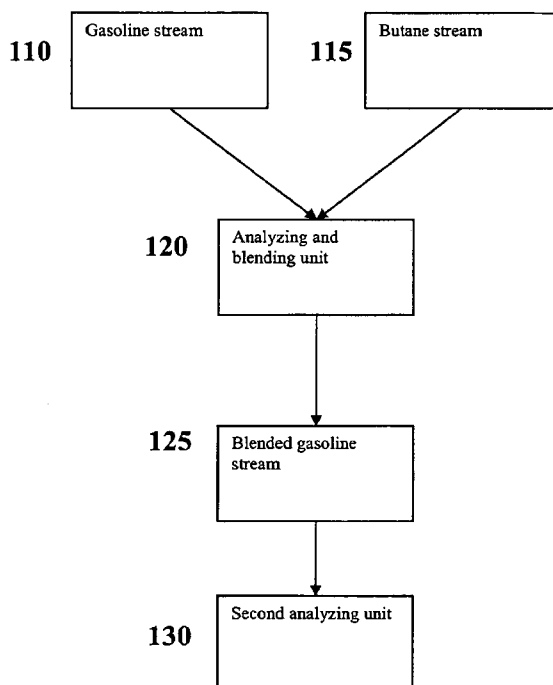 110
Gasoline stream
115
Butane stream
120
Analyzing and
blending unit
125
Blended gasoline
stream
130
Second analyzing unit